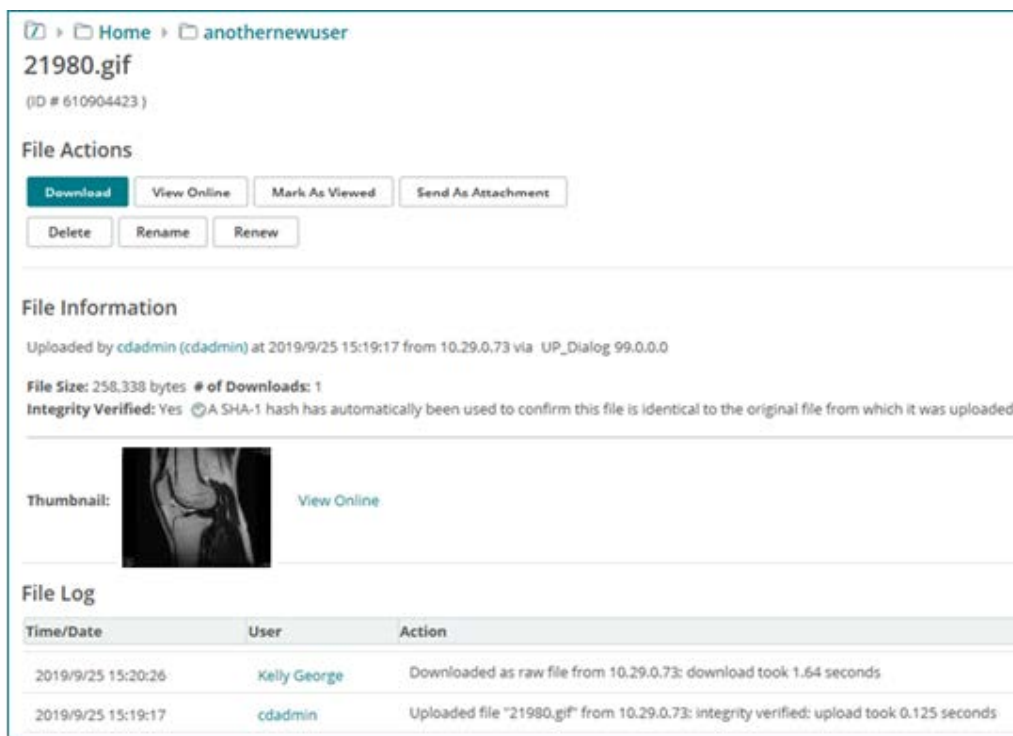 Home anothernewuser
21980.gif
(ID # 610904423 )
File Actions
Download View Online Mark As Viewed Send As Attachment
Delete Rename Renew
File Information
Uploaded by cdadmin (cdadmin) at 2019/9/25 15:19:17 from 10.29.0.73 via UP_Dialog 99.0.0.0
File Size: 258,338 bytes # of Downloads: 1
Integrity Verified: Yes A SHA-1 hash has automatically been used to confirm this file is identical to the original file from which it was uploaded
Thumbnail: View Online
File Log
Time/Date User Action
2019/9/25 15:20:26 Kelly George Downloaded as raw file from 10.29.0.73: download took 1.64 seconds
2019/9/25 15:19:17 cdadmin Uploaded file "21980.gif" from 10.29.0.73: integrity verified: upload took 0.125 seconds